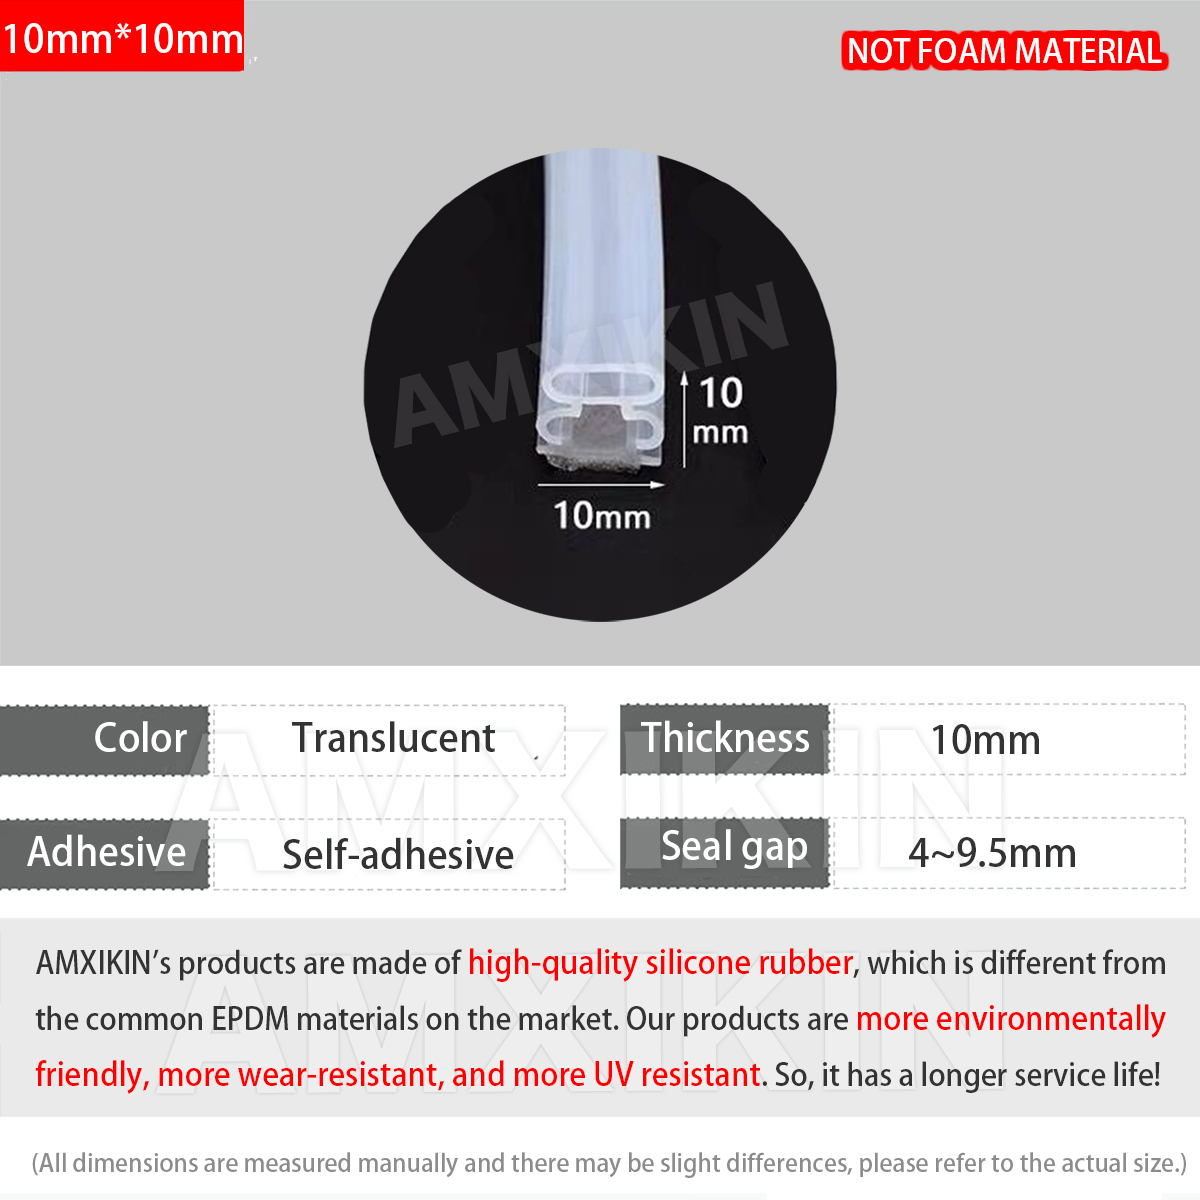 10mm*10mm
NOT FOAM MATERIAL
AMXIKIN
10
mm
10mm
Color
Translucent
Thickness
10mm
Adhesive
Self-adhesive
Seal gap
4~9.5mm
AMXIKIN
AMXIKIN’s products are made of high-quality silicone rubber, which is different from
the common EPDM materials on the market. Our products are more environmentally
friendly, more wear-resistant, and more UV resistant. So, it has a longer service life!
AMXIKIN
(All dimensions are measured manually and there may be slight differences, please refer to the actual size.)